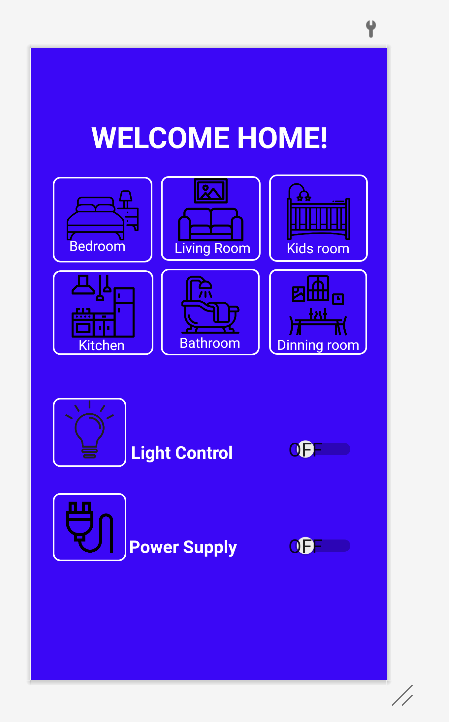 WELCOME HOME!
Bedroom
Living Room
Kids room
Kitchen
Bathroom
Dinning room
Light Control
OFF
Power Supply
OFF